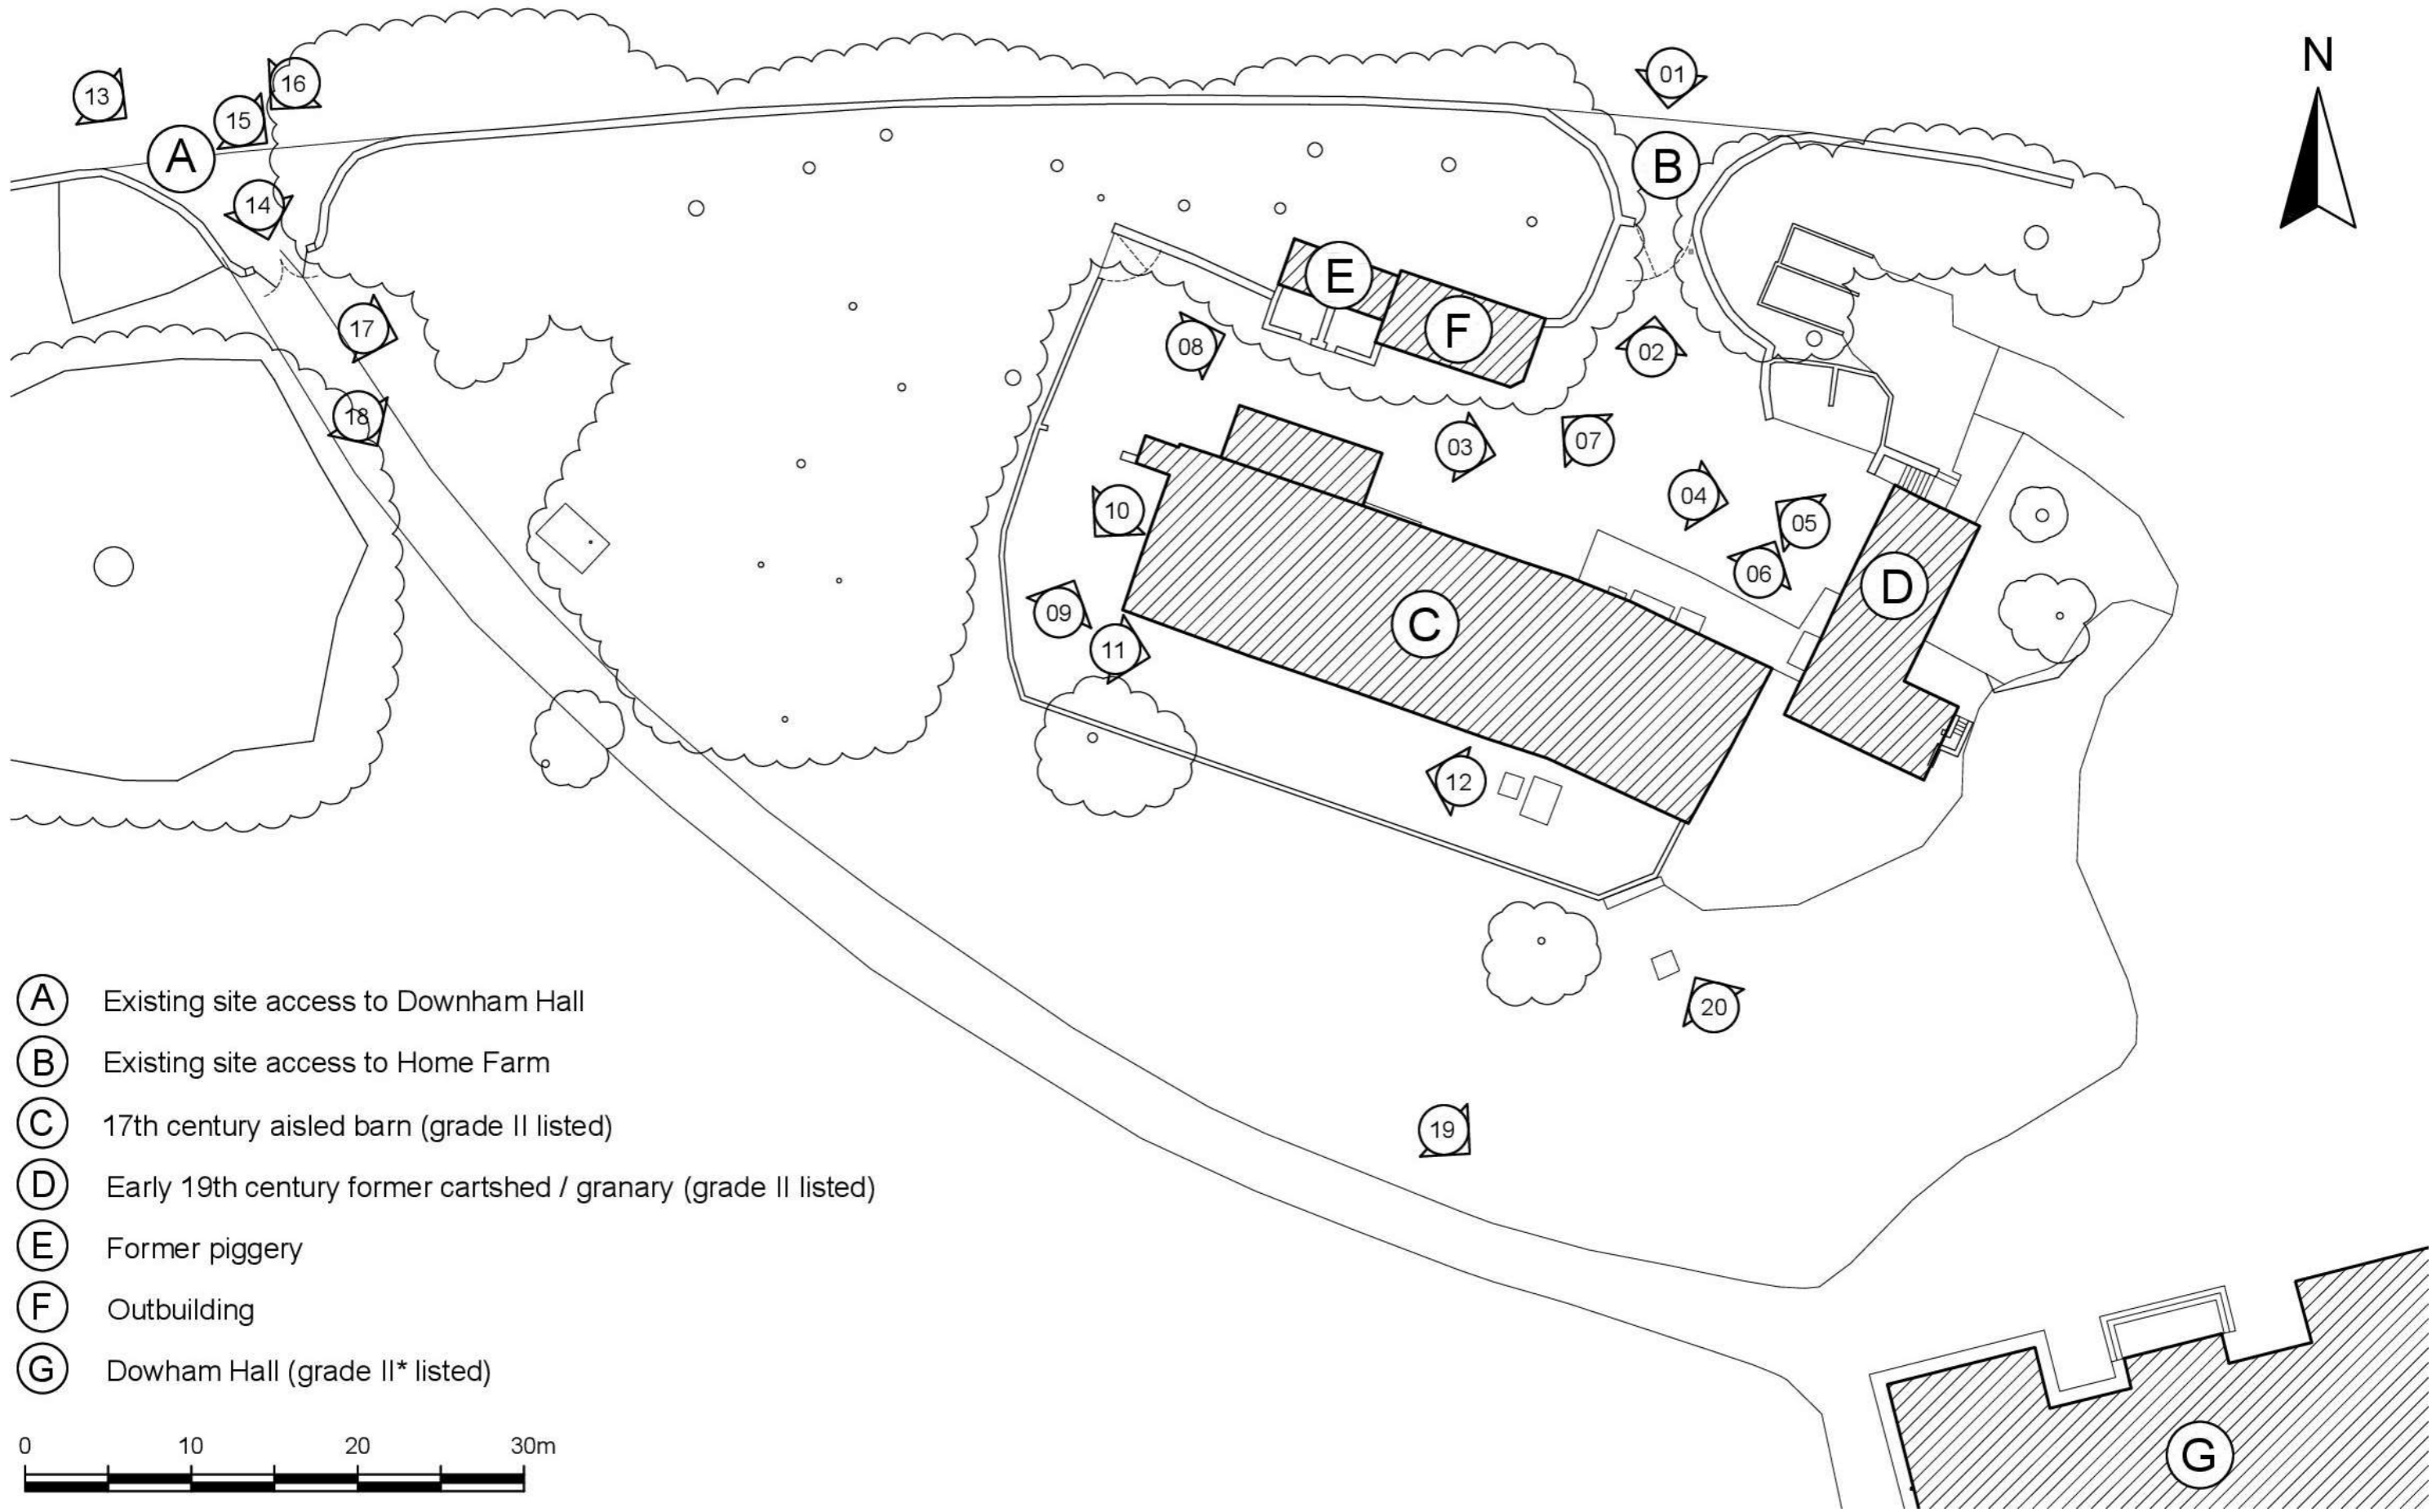 N
01
16
13
15
A
B
14
E
17
F
08
02
18
03
07
04
10
05
06
D
09
C
11
12
20
19
A Existing site access to Downham Hall
B Existing site access to Home Farm
C 17th century aisled barn (grade II listed)
D Early 19th century former cartshed / granary (grade II listed)
E Former piggery
F Outbuilding
G Dowham Hall (grade II* listed)
0 10 20 30m
G